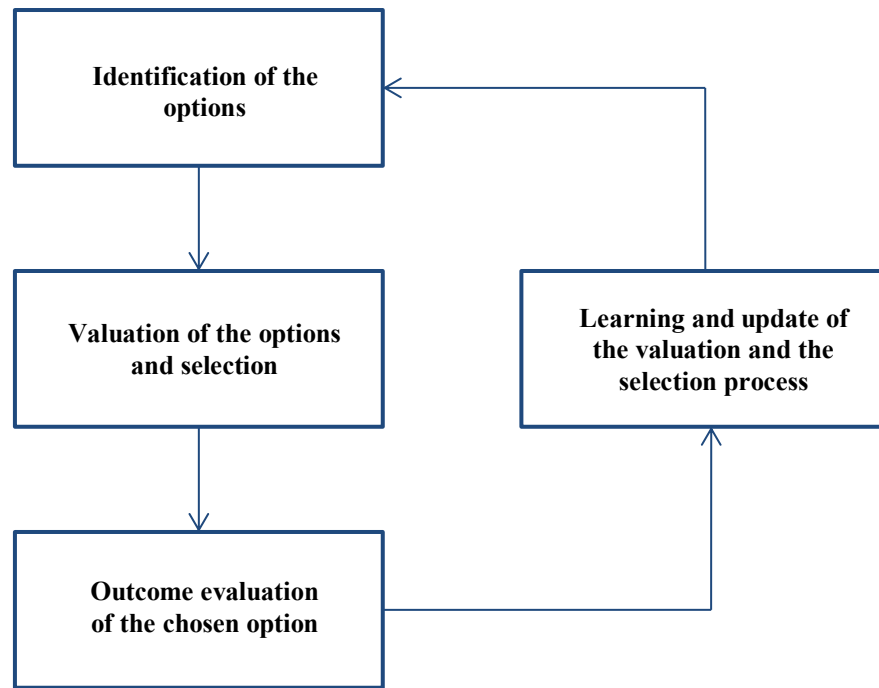 Identification of the
options
Valuation of the options
and selection
Learning and update of
the valuation and the
selection process
Outcome evaluation
of the chosen option